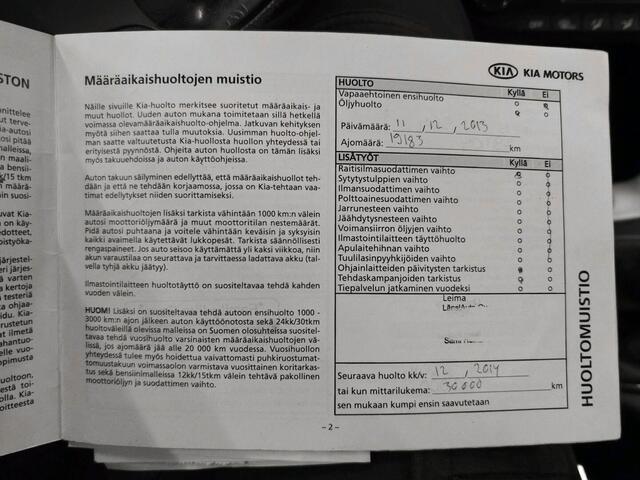 Määräaikaishuoltojen muistio
Näille sivuille Kia-huolto merkitsee suoritetut määräaikais- ja
muut huollot. Uuden auton mukana toimitetaan sillä hetkellä
voimassa olevamääräaikaishuolto-ohjelma. Jatkuvan kehityksen
myötä siihen saattaa tulla muutoksia. Uusimman huolto-ohjel-
man saatte valtuutetusta Kia-huollosta huollon yhteydessä tai
erityisestä pyynnöstä. Ohjeita auton huollosta on tämän lisäksi
myös takuuehdoissa ja auton käyttöohjeissa.
Auton takuun säilyminen edellyttää, että määräaikaishuollot teh-
dään ja että ne tehdään korjaamossa, jossa on Kia-tehtaan vaa-
timat edellytykset niiden suorittamiseksi.
Määräaikaishuoltojen lisäksi tarkista vähintään 1000 km:n välein
autosi moottoriöljymäärä ja muut moottoritilan nestemäärät.
Pidä autosi puhtaana ja voitele vähintään keväisin ja syksyisin
kaikki avaimella käytettävät lukkopesät. Tarkista säännöllisesti
rengaspaineet. Jos auto seisoo käyttämättä yli kaksi viikkoa, niin
akun varaustilaa on seurattava ja tarvittaessa ladattava akku (tal-
vella tyhjä akku jäätyy).
Ilmastointilaitteen huoltotäyttö on suositeltavaa tehdä kahden
vuoden välein.
HUOM! Lisäksi on suositeltavaa tehdä autoon ensihuolto 1000 -
3000km:n ajon jälkeen auton käyttöönotosta sekä 24kk/30tkm
huoltoväleillä olevissa malleissa on Suomen olosuhteissa suositel-
tavaa tehdä vuosihuolto varsinaisten määräaikaishuoltojen väl-
issä, jos ajomäärä jää alle 20 000 km vuodessa. Vuosihuollon
yhteydessä tulee myös hoidettua vaivattomasti puhkiruostumat-
tomuustakuun voimassaolon varmistava vuosittainen koritarkas-
tus sekä bensiinimalleissa 12kk/15tkm välein tehtävä pakollinen
moottoriöljyn ja suodattimen vaihto.
KIA KIA MOTORS
HUOLTO Kyllä Ei
Vapaaehtoinen ensihuolto
Öljyhuolto
Päivämäärä: 11, 12, 2013
Ajomäärä: 19183 km
LISÄTYÖT Kyllä Ei
Raitisilmasuodattimen vaihto
Sytytystulppien vaihto
Ilmansuodattimen vaihto
Polttoainesuodattimen vaihto
Jarrunesteen vaihto
Jäähdytysnesteen vaihto
Voimansiirron öljyjen vaihto
Ilmastointilaitteen täyttöhuolto
Apulaitehihnan vaihto
Tuulilasinpyyhkijöiden vaihto
Ohjainlaitteiden päivitysten tarkistus
Tehdaskampanjoiden tarkistus
Tiepalvelun jatkaminen vuodeksi
Leima
Seuraava huolto kk/v: 12, 2014
tai kun mittarilukema: 30000 km
sen mukaan kumpi ensin saavutetaan
HUOLTOMUISTIO
– 2 –